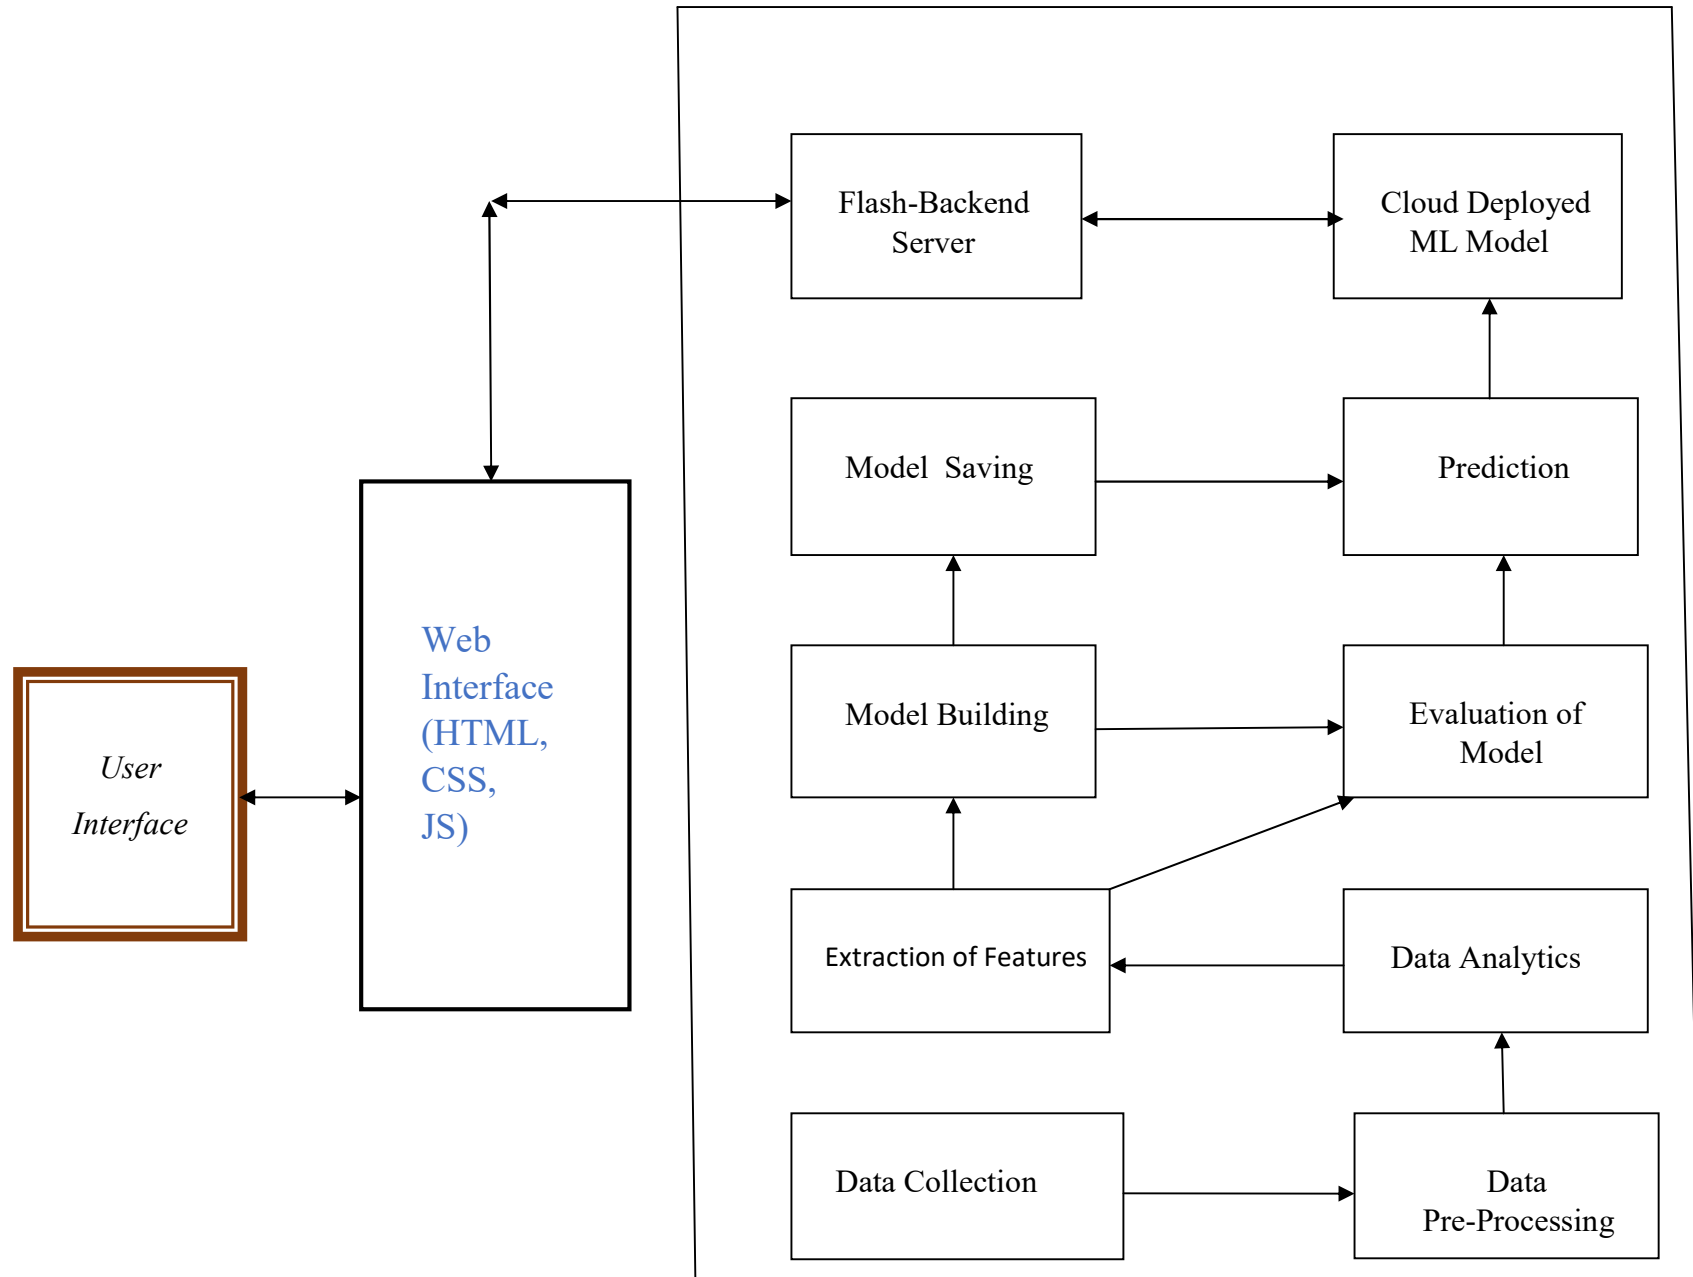 Flash-Backend
Server
Cloud Deployed
ML Model
Model  Saving
Prediction
Web
Interface
(HTML,
CSS,
JS)
User
Interface
Model Building
Evaluation of
Model
Extraction of Features
Data Analytics
Data Collection
Data
Pre-Processing